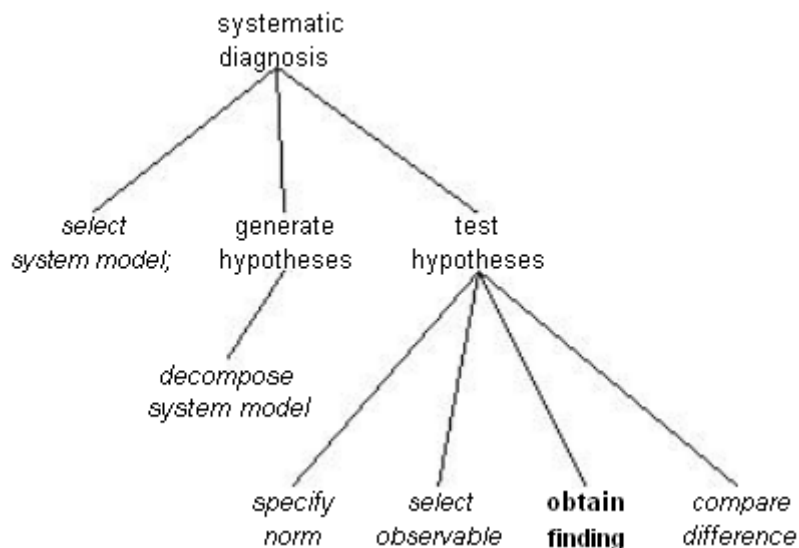 systematic
diagnosis
select
system model;
generate
hypotheses
test
hypotheses
decompose
system model
specify
norm
select
observable
obtain
finding
compare
difference